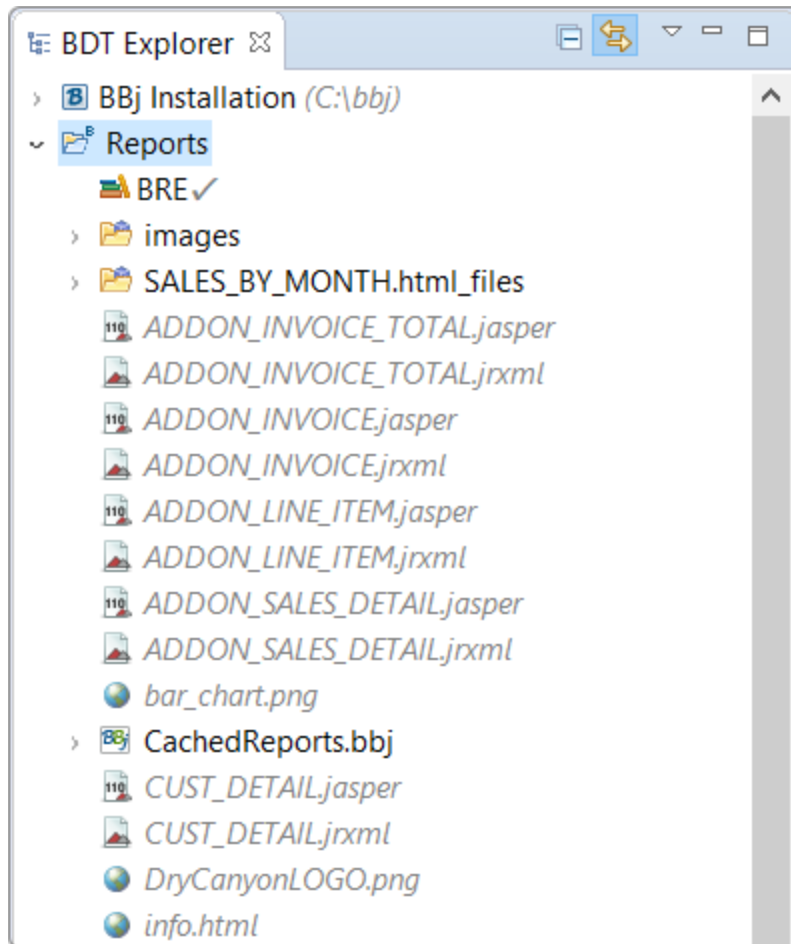 BDT Explorer
BBj Installation (C:\bbj)
Reports
BRE
images
SALES_BY_MONTH.html_files
ADDON_INVOICE_TOTAL.jasper
ADDON_INVOICE_TOTAL.jrxml
ADDON_INVOICE.jasper
ADDON_INVOICE.jrxml
ADDON_LINE_ITEM.jasper
ADDON_LINE_ITEM.jrxml
ADDON_SALES_DETAIL.jasper
ADDON_SALES_DETAIL.jrxml
bar_chart.png
CachedReports.bbj
CUST_DETAIL.jasper
CUST_DETAIL.jrxml
DryCanyonLOGO.png
info.html